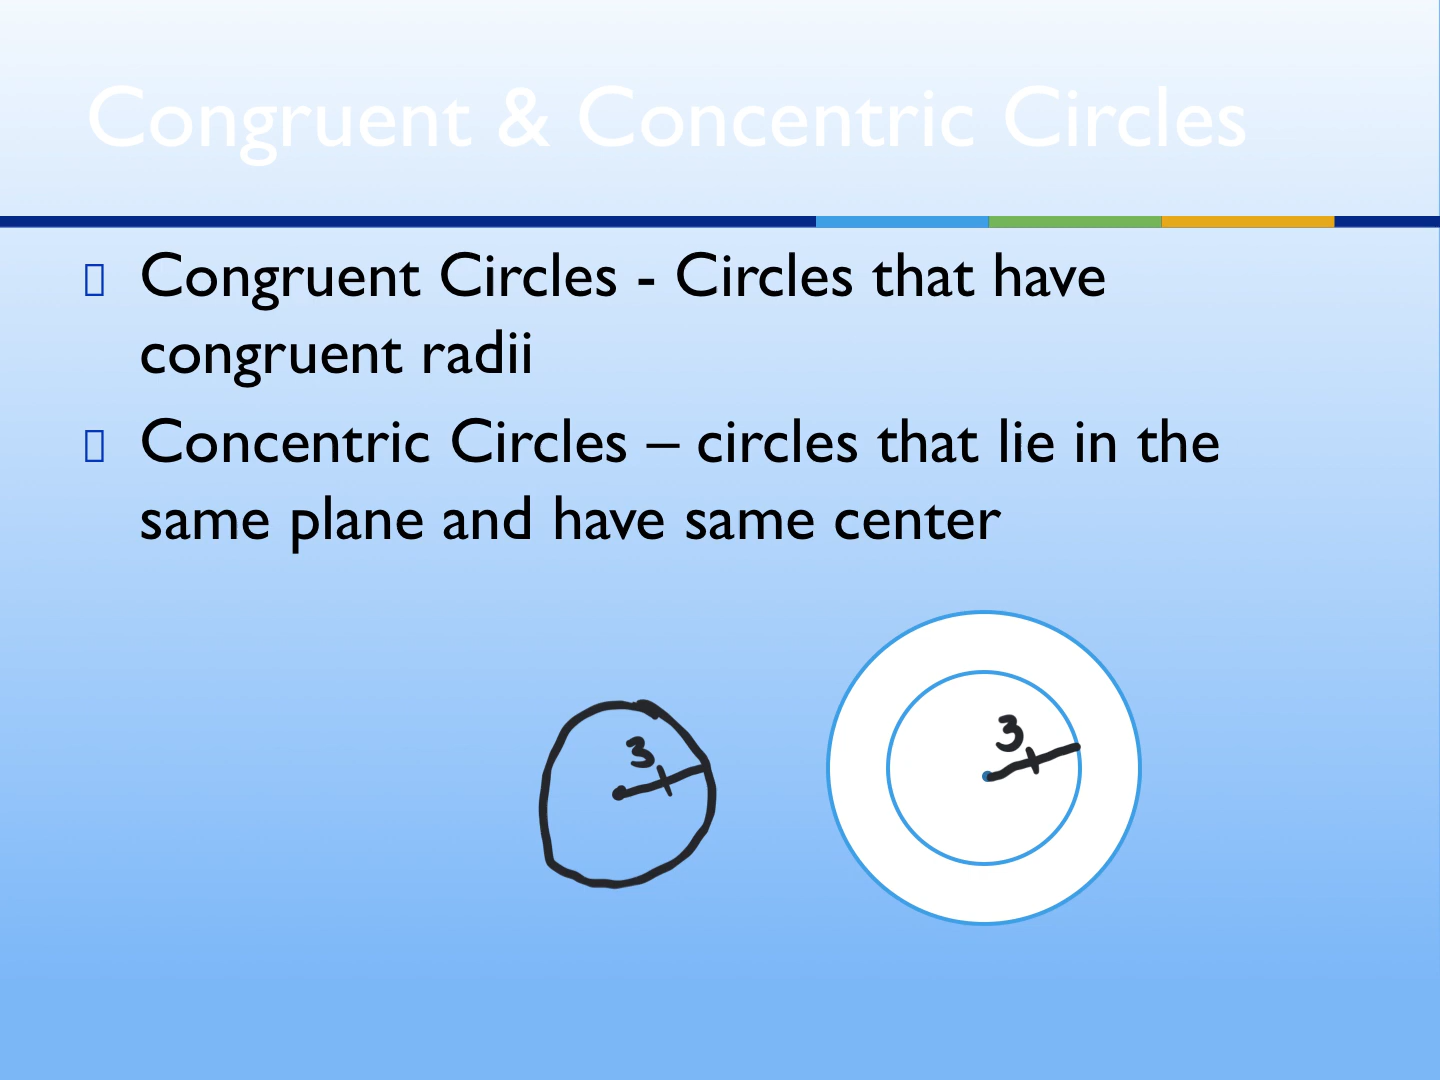 Congruent & Concentric Circles
Congruent Circles - Circles that have
congruent radii
Concentric Circles – circles that lie in the
same plane and have same center
3
3